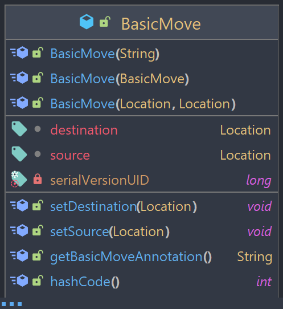 BasicMove
BasicMove(String)
BasicMove(BasicMove)
BasicMove(Location, Location)
destination Location
source Location
serialVersionUID long
setDestination(Location) void
setSource(Location) void
getBasicMoveAnnotation() String
hashCode() int